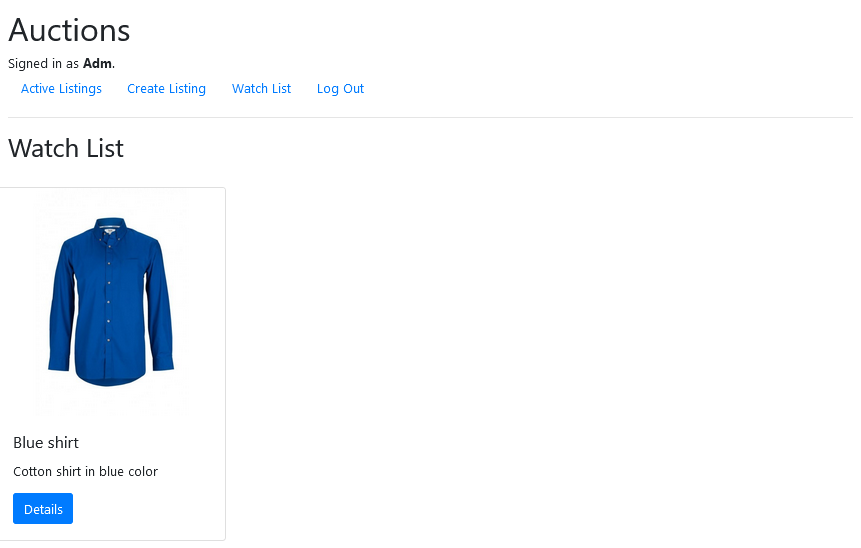 Auctions
Signed in as Adm.
Active Listings Create Listing Watch List Log Out
Watch List
Blue shirt
Cotton shirt in blue color
Details